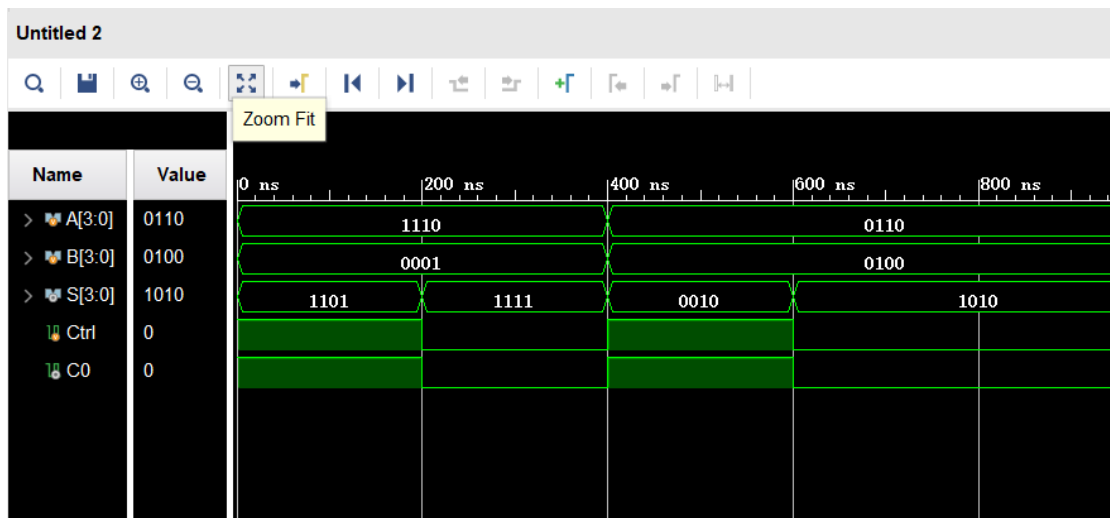 Untitled 2
Zoom Fit
Name Value |0 ns |200 ns |400 ns |600 ns |800 ns
A[3:0] 0110 1110 0110
B[3:0] 0100 0001 0100
S[3:0] 1010 1101 1111 0010 1010
Ctrl 0
C0 0